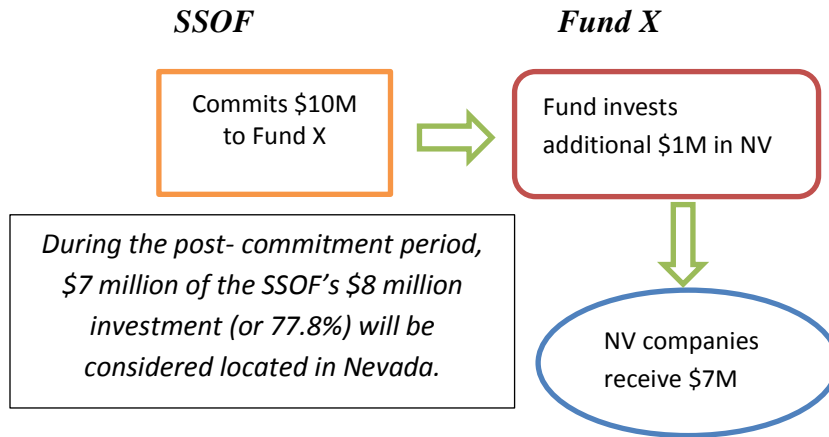 SSOF
Fund X
Commits $10M
to Fund X
Fund invests
additional $1M in NV
During the post- commitment period,
$7 million of the SSOF’s $8 million
investment (or 77.8%) will be
considered located in Nevada.
NV companies
receive $7M